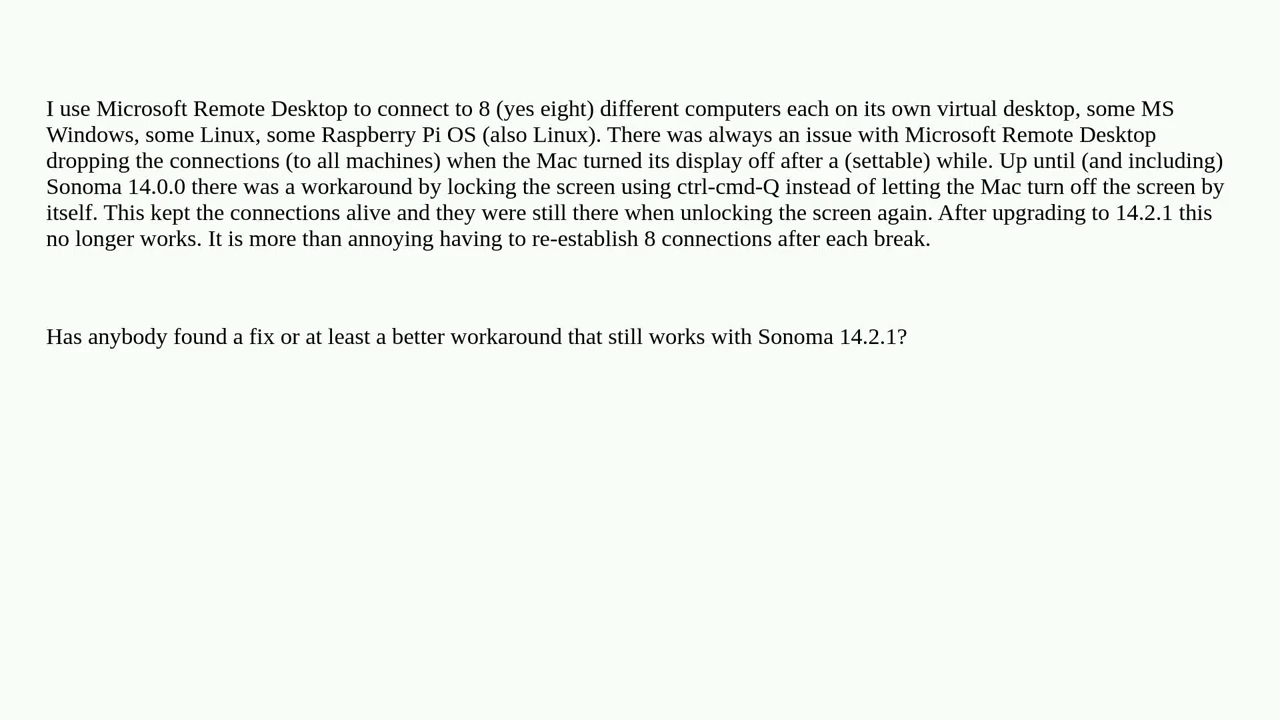 I use Microsoft Remote Desktop to connect to 8 (yes eight) different computers each on its own virtual desktop, some MS
Windows, some Linux, some Raspberry Pi OS (also Linux). There was always an issue with Microsoft Remote Desktop
dropping the connections (to all machines) when the Mac turned its display off after a (settable) while. Up until (and including)
Sonoma 14.0.0 there was a workaround by locking the screen using ctrl-cmd-Q instead of letting the Mac turn off the screen by
itself. This kept the connections alive and they were still there when unlocking the screen again. After upgrading to 14.2.1 this
no longer works. It is more than annoying having to re-establish 8 connections after each break.
Has anybody found a fix or at least a better workaround that still works with Sonoma 14.2.1?